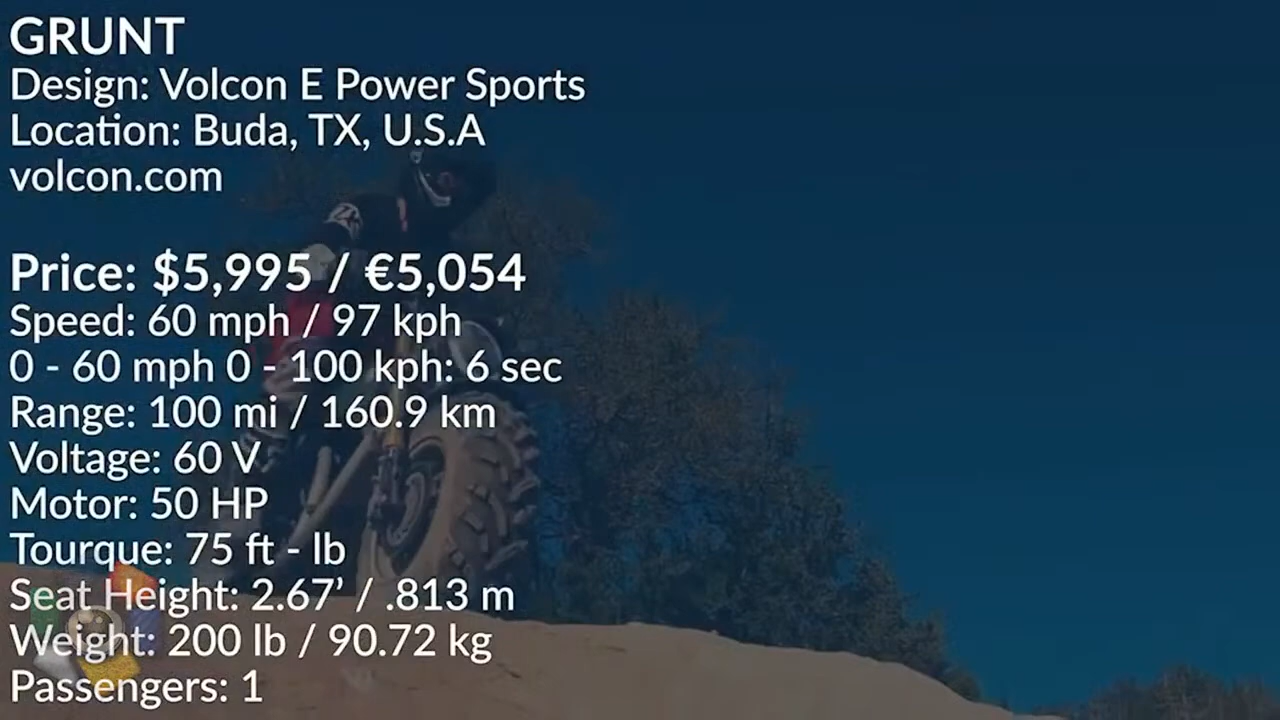 GRUNT
Design: Volcon E Power Sports
Location: Buda, TX, U.S.A
volcon.com
Price: $5,995 / €5,054
Speed: 60 mph / 97 kph
0 - 60 mph 0 - 100 kph: 6 sec
Range: 100 mi / 160.9 km
Voltage: 60 V
Motor: 50 HP
Tourque: 75 ft - lb
Seat Height: 2.67’ / .813 m
Weight: 200 lb / 90.72 kg
Passengers: 1